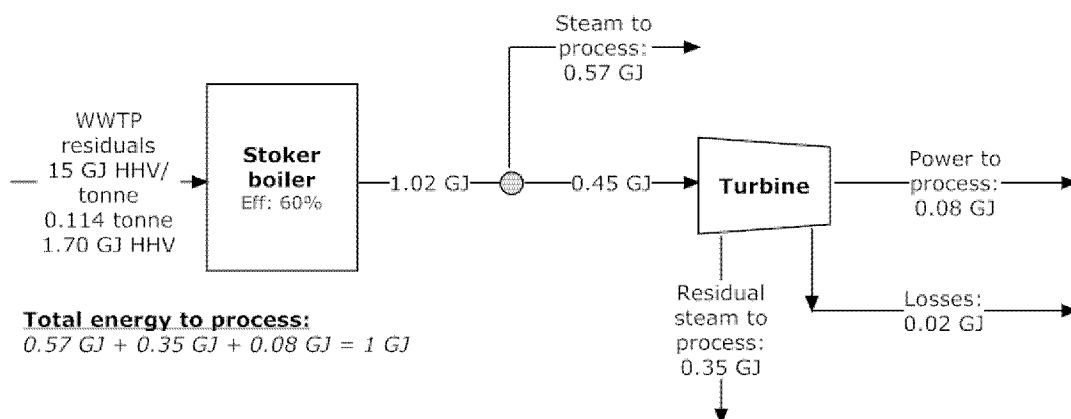 Steam to
process:
0.57 GJ
WWTP
residuals
15 GJ HHV/
tonne
0.114 tonne
1.70 GJ HHV
Stoker
boiler
Eff: 60%
1.02 GJ
0.45 GJ
Turbine
Power to
process:
0.08 GJ
Residual
steam to
process:
0.35 GJ
Losses:
0.02 GJ
Total energy to process:
0.57 GJ + 0.35 GJ + 0.08 GJ = 1 GJ